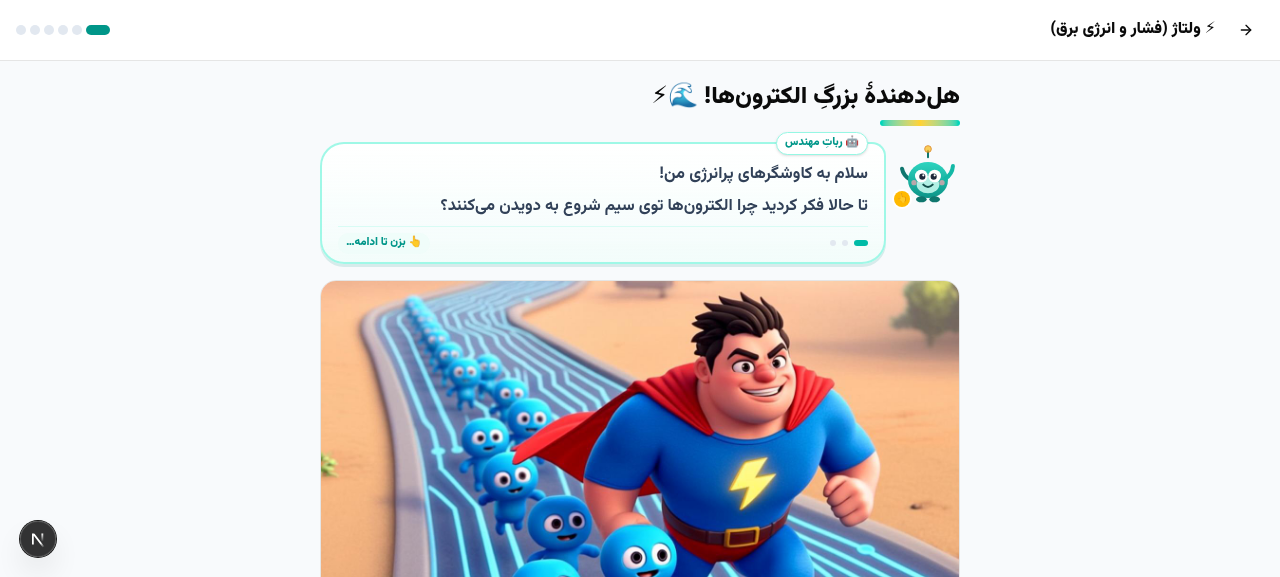 ⚡ ولتاژ (فشار و انرژی برق)
هل‌دهندهٔ بزرگِ الکترون‌ها! 🌊⚡
🤖 رباتِ مهندس
سلام به کاوشگرهای پرانرژی من!
تا حالا فکر کردید چرا الکترون‌ها توی سیم شروع به دویدن می‌کنند؟
👆 بزن تا ادامه...
N